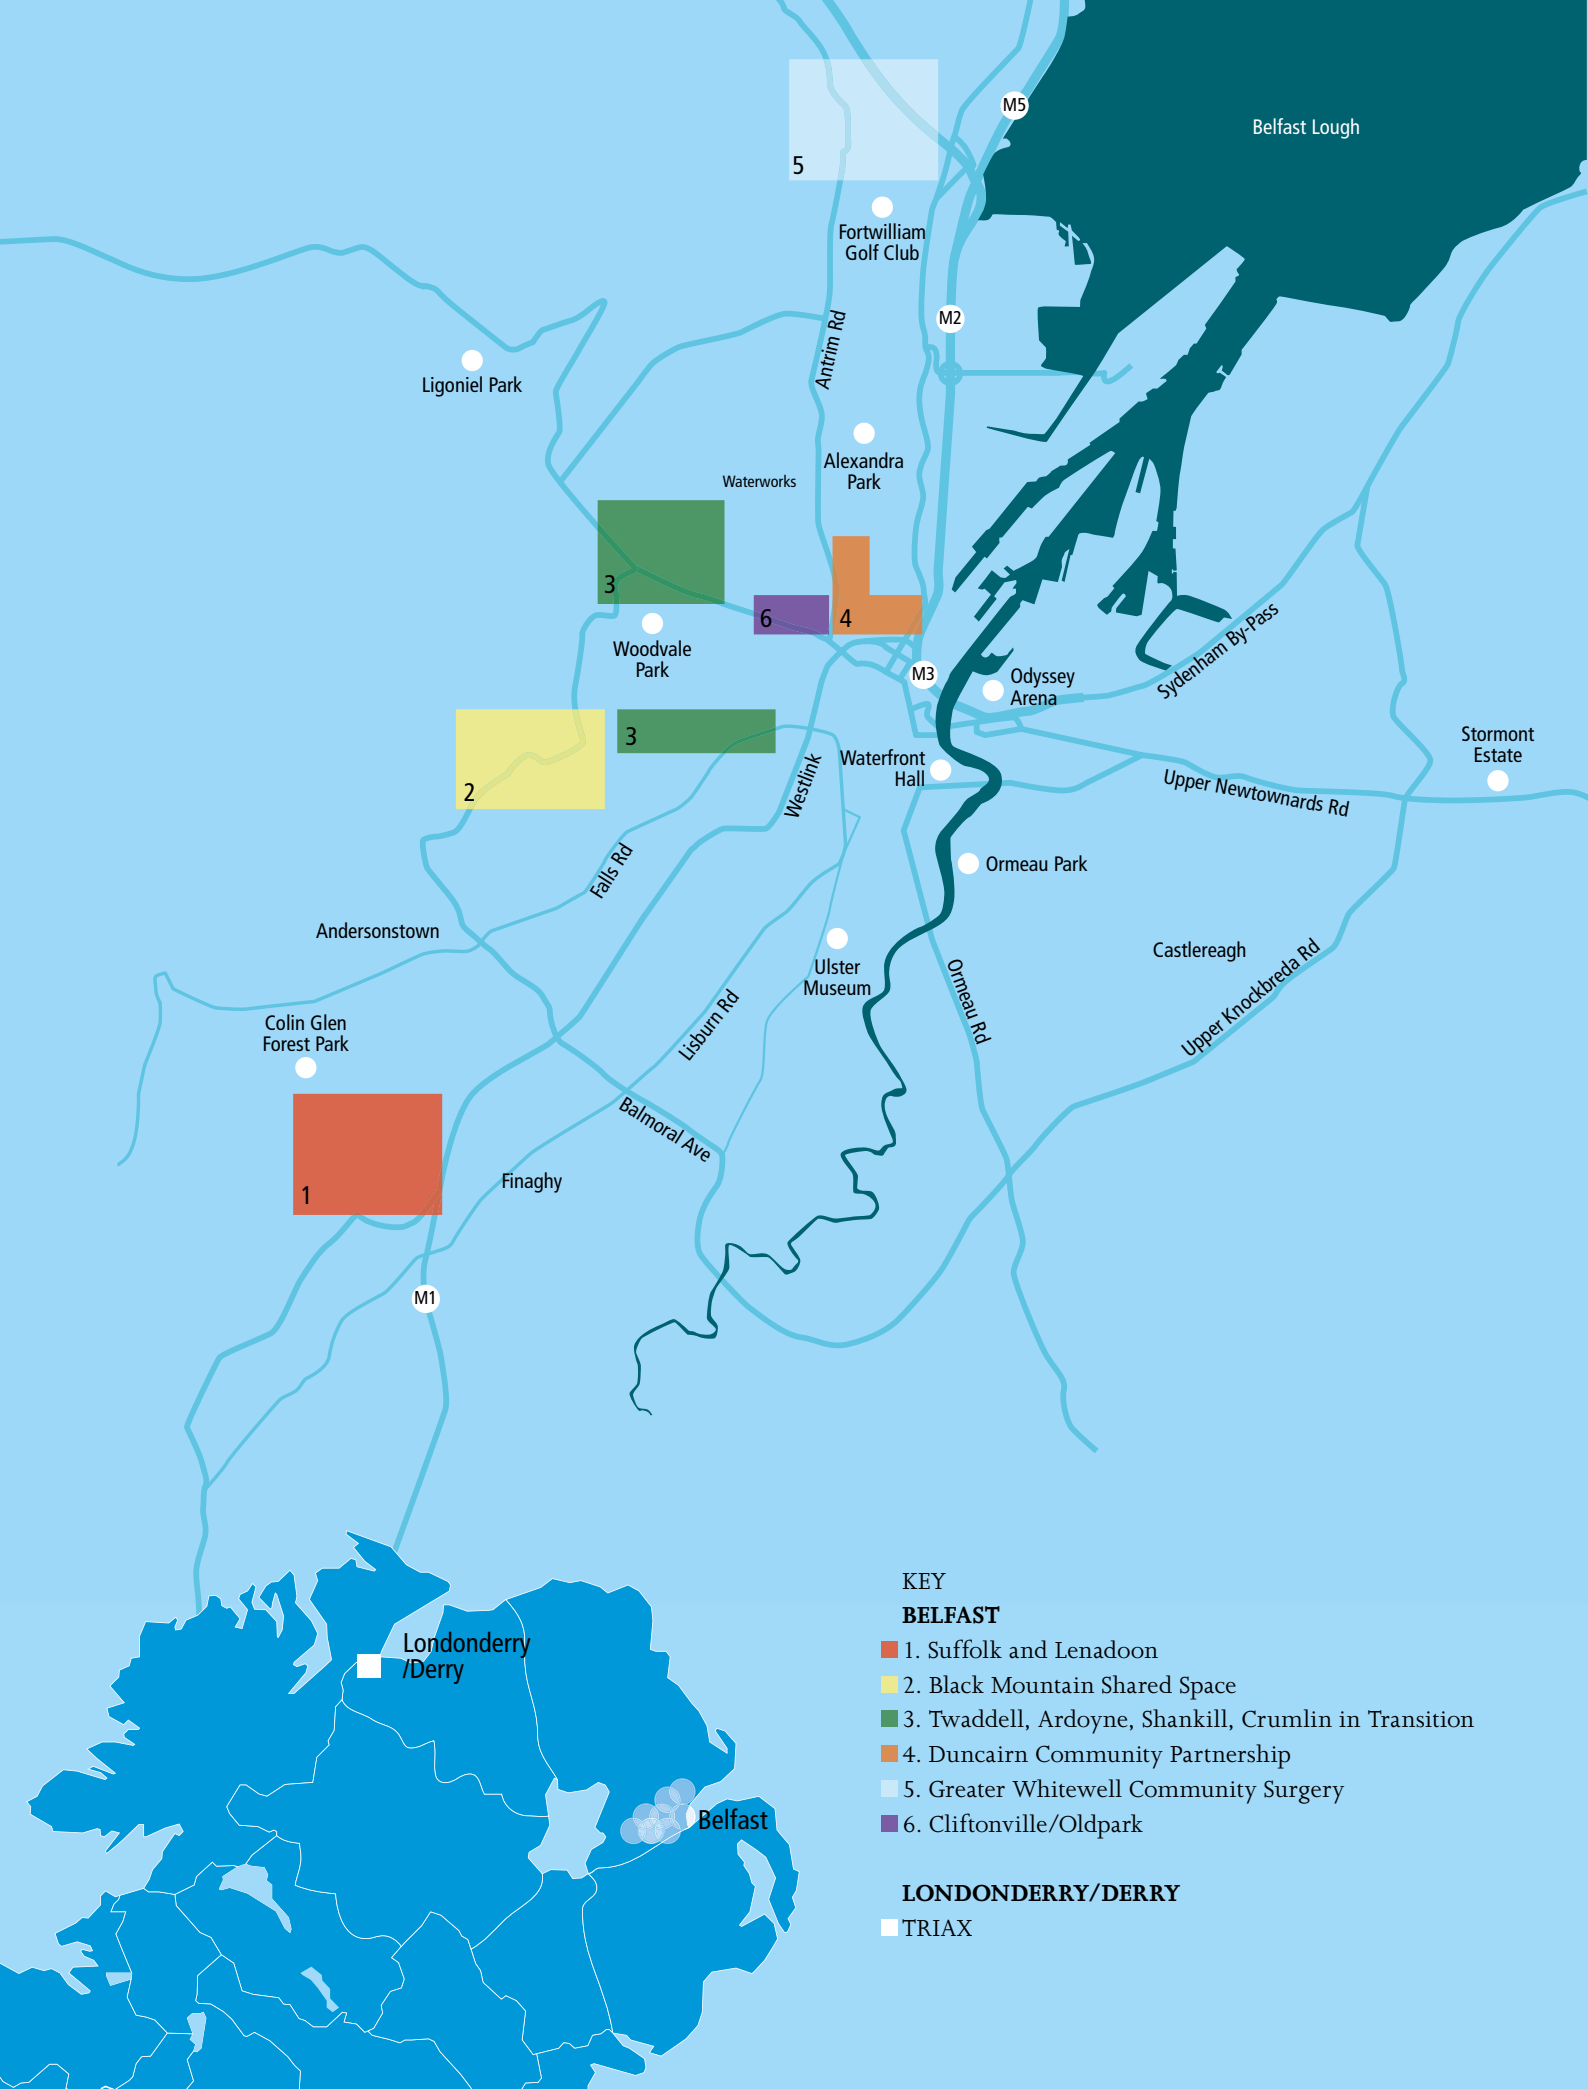 M5
Belfast Lough
5
Fortwilliam
Golf Club
M2
Antrim Rd
Ligoniel Park
Alexandra
Park
Waterworks
3
6
4
Woodvale
Park
M3
Odyssey
Arena
Sydenham By-Pass
3
2
Westlink
Waterfront
Hall
Stormont
Estate
Upper Newtownards Rd
Falls Rd
Ormeau Park
Andersonstown
Ulster
Museum
Castlereagh
Ormeau Rd
Upper Knockbreda Rd
Lisburn Rd
Colin Glen
Forest Park
Balmoral Ave
1
Finaghy
M1
Londonderry
/Derry
Belfast
KEY
BELFAST
1. Suffolk and Lenadoon
2. Black Mountain Shared Space
3. Twaddell, Ardoyne, Shankill, Crumlin in Transition
4. Duncairn Community Partnership
5. Greater Whitewell Community Surgery
6. Cliftonville/Oldpark
LONDONDERRY/DERRY
TRIAX